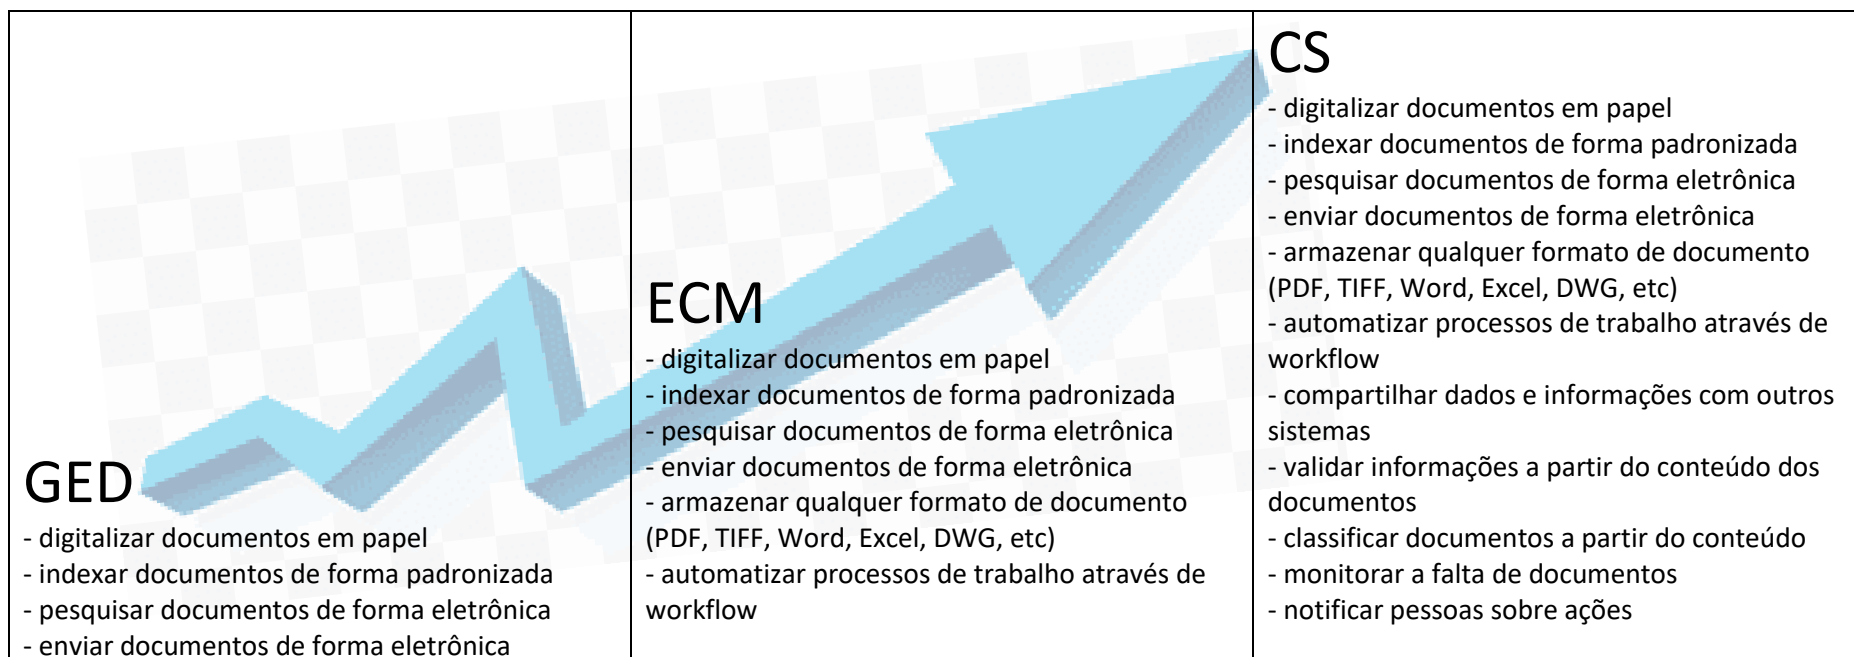 GED
- digitalizar documentos em papel
- indexar documentos de forma padronizada
- pesquisar documentos de forma eletrônica
- enviar documentos de forma eletrônica
ECM
- digitalizar documentos em papel
- indexar documentos de forma padronizada
- pesquisar documentos de forma eletrônica
- enviar documentos de forma eletrônica
- armazenar qualquer formato de documento
(PDF, TIFF, Word, Excel, DWG, etc)
- automatizar processos de trabalho através de
workflow
CS
- digitalizar documentos em papel
- indexar documentos de forma padronizada
- pesquisar documentos de forma eletrônica
- enviar documentos de forma eletrônica
- armazenar qualquer formato de documento
(PDF, TIFF, Word, Excel, DWG, etc)
- automatizar processos de trabalho através de
workflow
- compartilhar dados e informações com outros
sistemas
- validar informações a partir do conteúdo dos
documentos
- classificar documentos a partir do conteúdo
- monitorar a falta de documentos
- notificar pessoas sobre ações